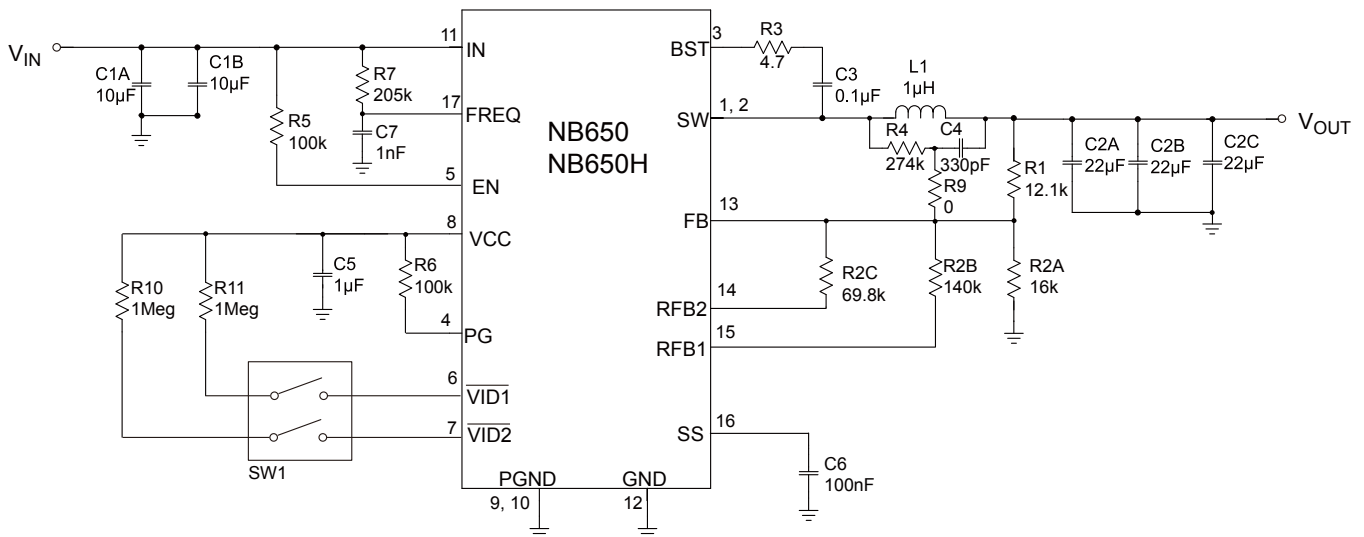 V_IN
C1A
10µF
C1B
10µF
R5
100k
R7
205k
C7
1nF
11
IN
17
FREQ
5
EN
8
VCC
R10
1Meg
R11
1Meg
C5
1µF
R6
100k
4
PG
6
VID1
7
VID2
SW1
NB650
NB650H
PGND
9, 10
GND
12
3
BST
R3
4.7
C3
0.1µF
1, 2
SW
L1
1µH
R4
274k
C4
330pF
R9
0
R1
12.1k
C2A
22µF
C2B
22µF
C2C
22µF
V_OUT
13
FB
R2C
69.8k
R2B
140k
R2A
16k
14
RFB2
15
RFB1
16
SS
C6
100nF